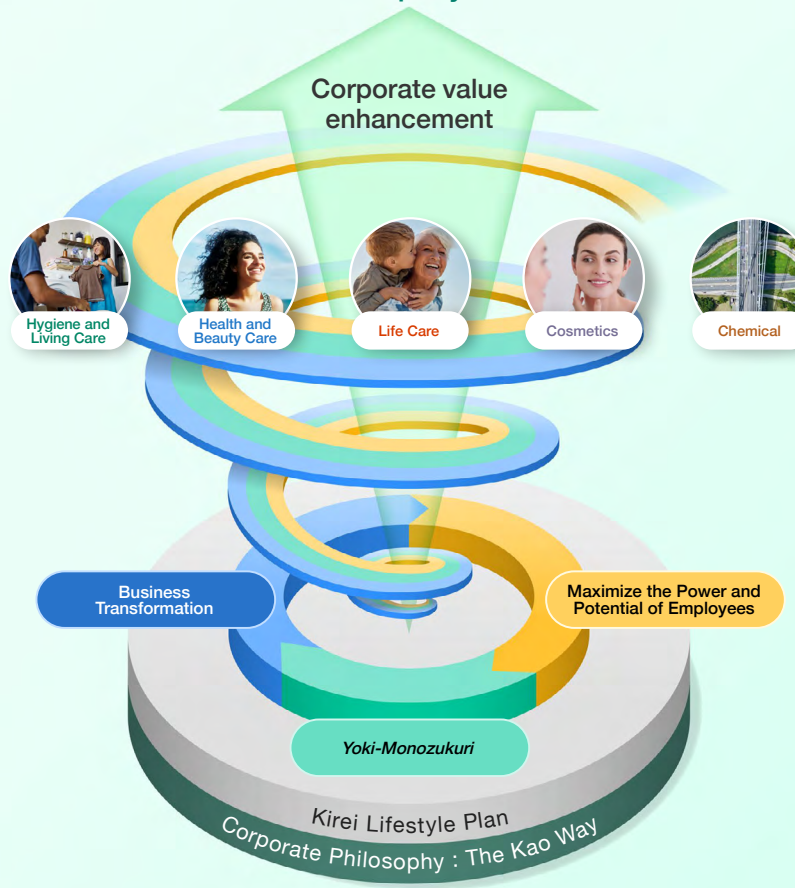 Corporate value
enhancement
Hygiene and
Living Care
Health and
Beauty Care
Life Care
Cosmetics
Chemical
Business
Transformation
Maximize the Power and
Potential of Employees
Yoki-Monozukuri
Kirei Lifestyle Plan
Corporate Philosophy : The Kao Way